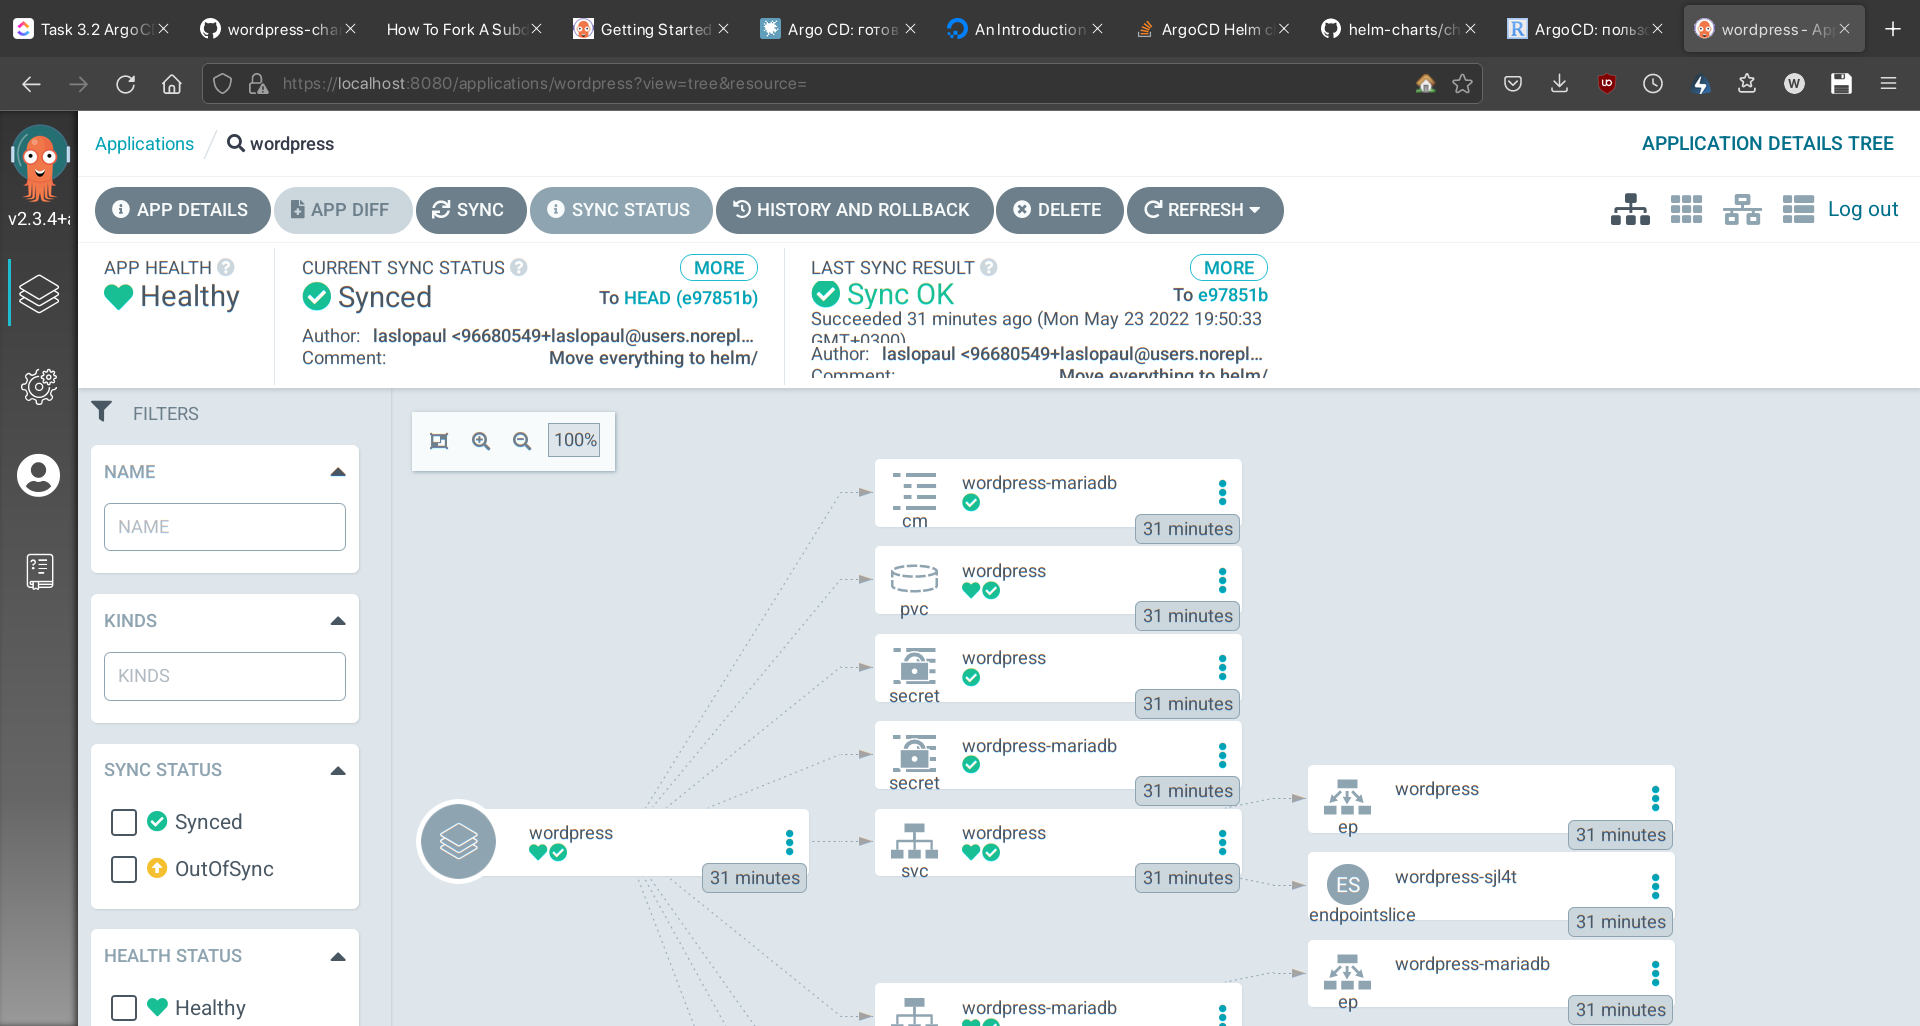 Task 3.2 ArgoC
wordpress-cha
How To Fork A Subd
Getting Started
Argo CD: готов
An Introduction
ArgoCD Helm c
helm-charts/ch
ArgoCD: польз
wordpress - Ap
https://localhost:8080/applications/wordpress?view=tree&resource=
v2.3.4+a
Applications / wordpress
APPLICATION DETAILS TREE
APP DETAILS
APP DIFF
SYNC
SYNC STATUS
HISTORY AND ROLLBACK
DELETE
REFRESH
Log out
APP HEALTH
Healthy
CURRENT SYNC STATUS
MORE
Synced
To HEAD (e97851b)
Author: laslopaul <96680549+laslopaul@users.norepl...
Comment: Move everything to helm/
LAST SYNC RESULT
MORE
Sync OK
To e97851b
Succeeded 31 minutes ago (Mon May 23 2022 19:50:33
GMT+0300)
Author: laslopaul <96680549+laslopaul@users.norepl...
Comment: Move everything to helm/
FILTERS
NAME
NAME
KINDS
KINDS
SYNC STATUS
Synced
OutOfSync
HEALTH STATUS
Healthy
100%
wordpress
31 minutes
wordpress-mariadb
cm
31 minutes
wordpress
pvc
31 minutes
wordpress
secret
31 minutes
wordpress-mariadb
secret
31 minutes
wordpress
svc
31 minutes
wordpress-mariadb
wordpress
ep
31 minutes
ES
wordpress-sjl4t
endpointslice
31 minutes
wordpress-mariadb
ep
31 minutes